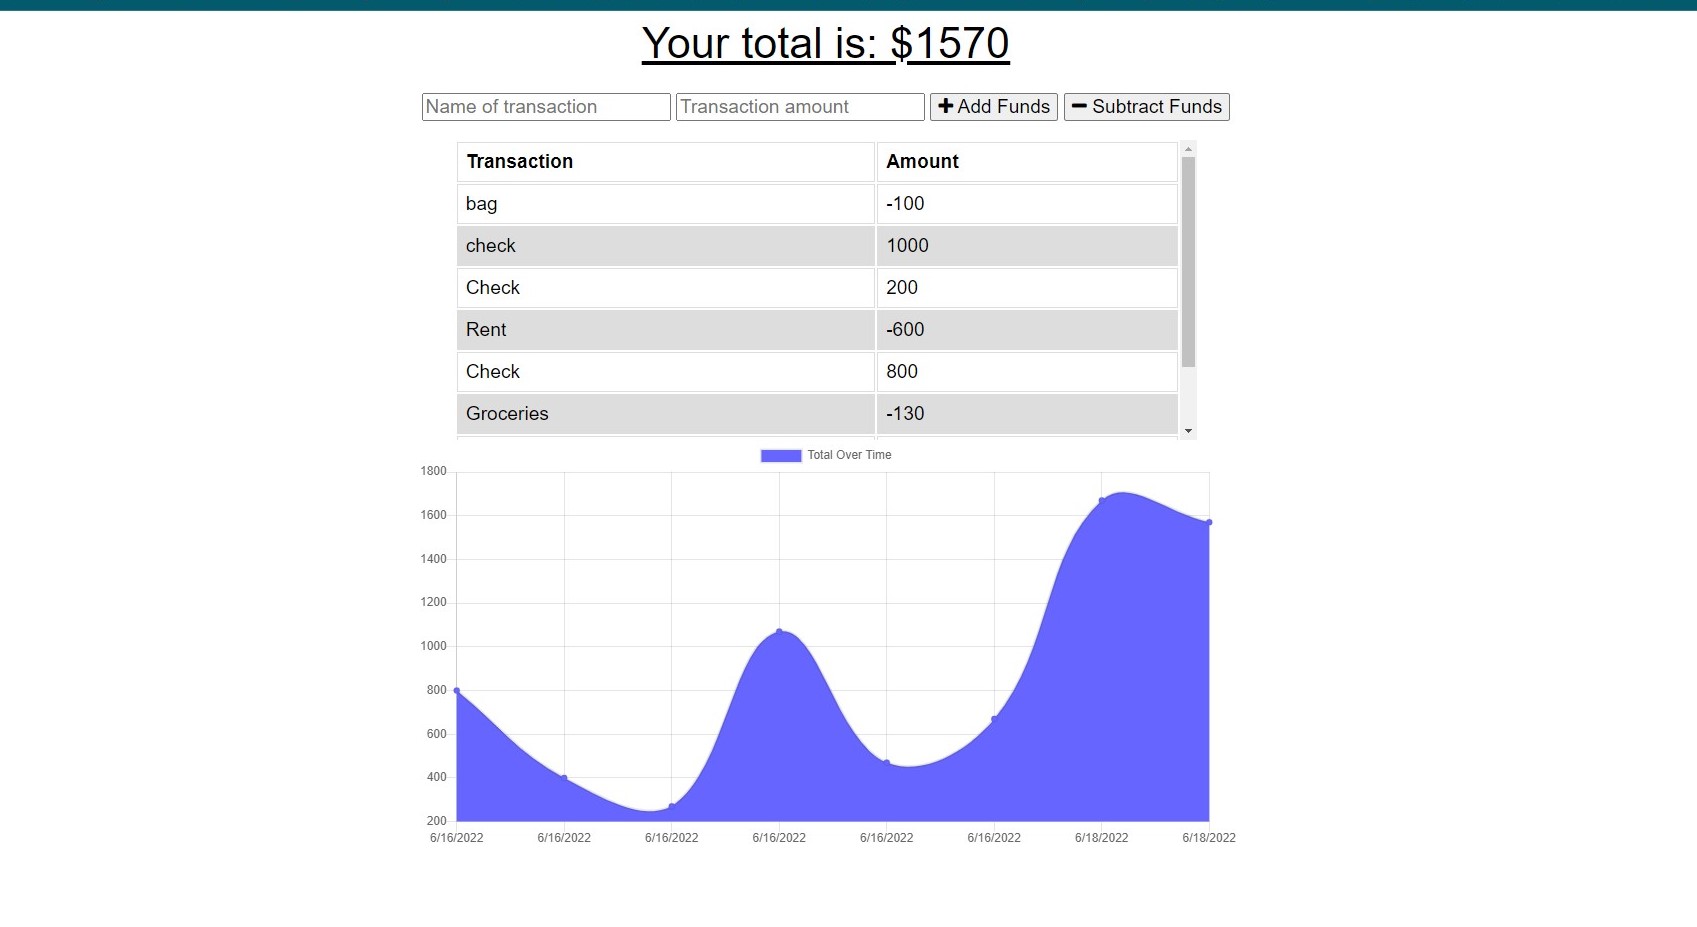 Your total is: $1570
Name of transaction Transaction amount Add Funds Subtract Funds
Transaction Amount
bag -100
check 1000
Check 200
Rent -600
Check 800
Groceries -130
Total Over Time
1800
1600
1400
1200
1000
800
600
400
200
6/16/2022 6/16/2022 6/16/2022 6/16/2022 6/16/2022 6/16/2022 6/18/2022 6/18/2022